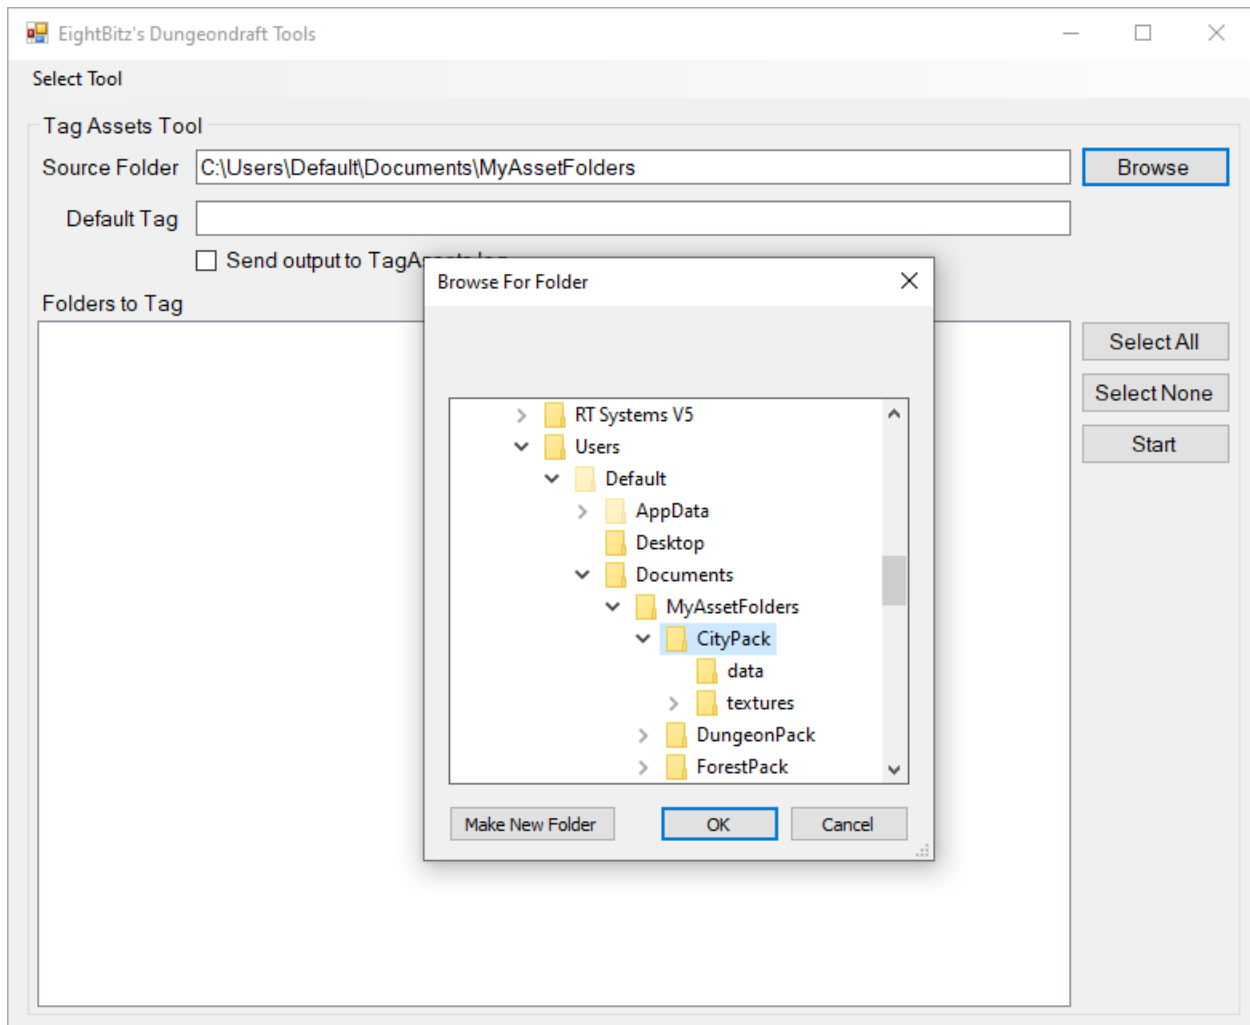 EightBitz's Dungeondraft Tools
Select Tool
Tag Assets Tool
Source Folder C:\Users\Default\Documents\MyAssetFolders Browse
Default Tag
Send output to
Browse For Folder
Folders to Tag
Select All
Select None
Start
RT Systems V5
Users
Default
AppData
Desktop
Documents
MyAssetFolders
CityPack
data
textures
DungeonPack
ForestPack
Make New Folder OK Cancel